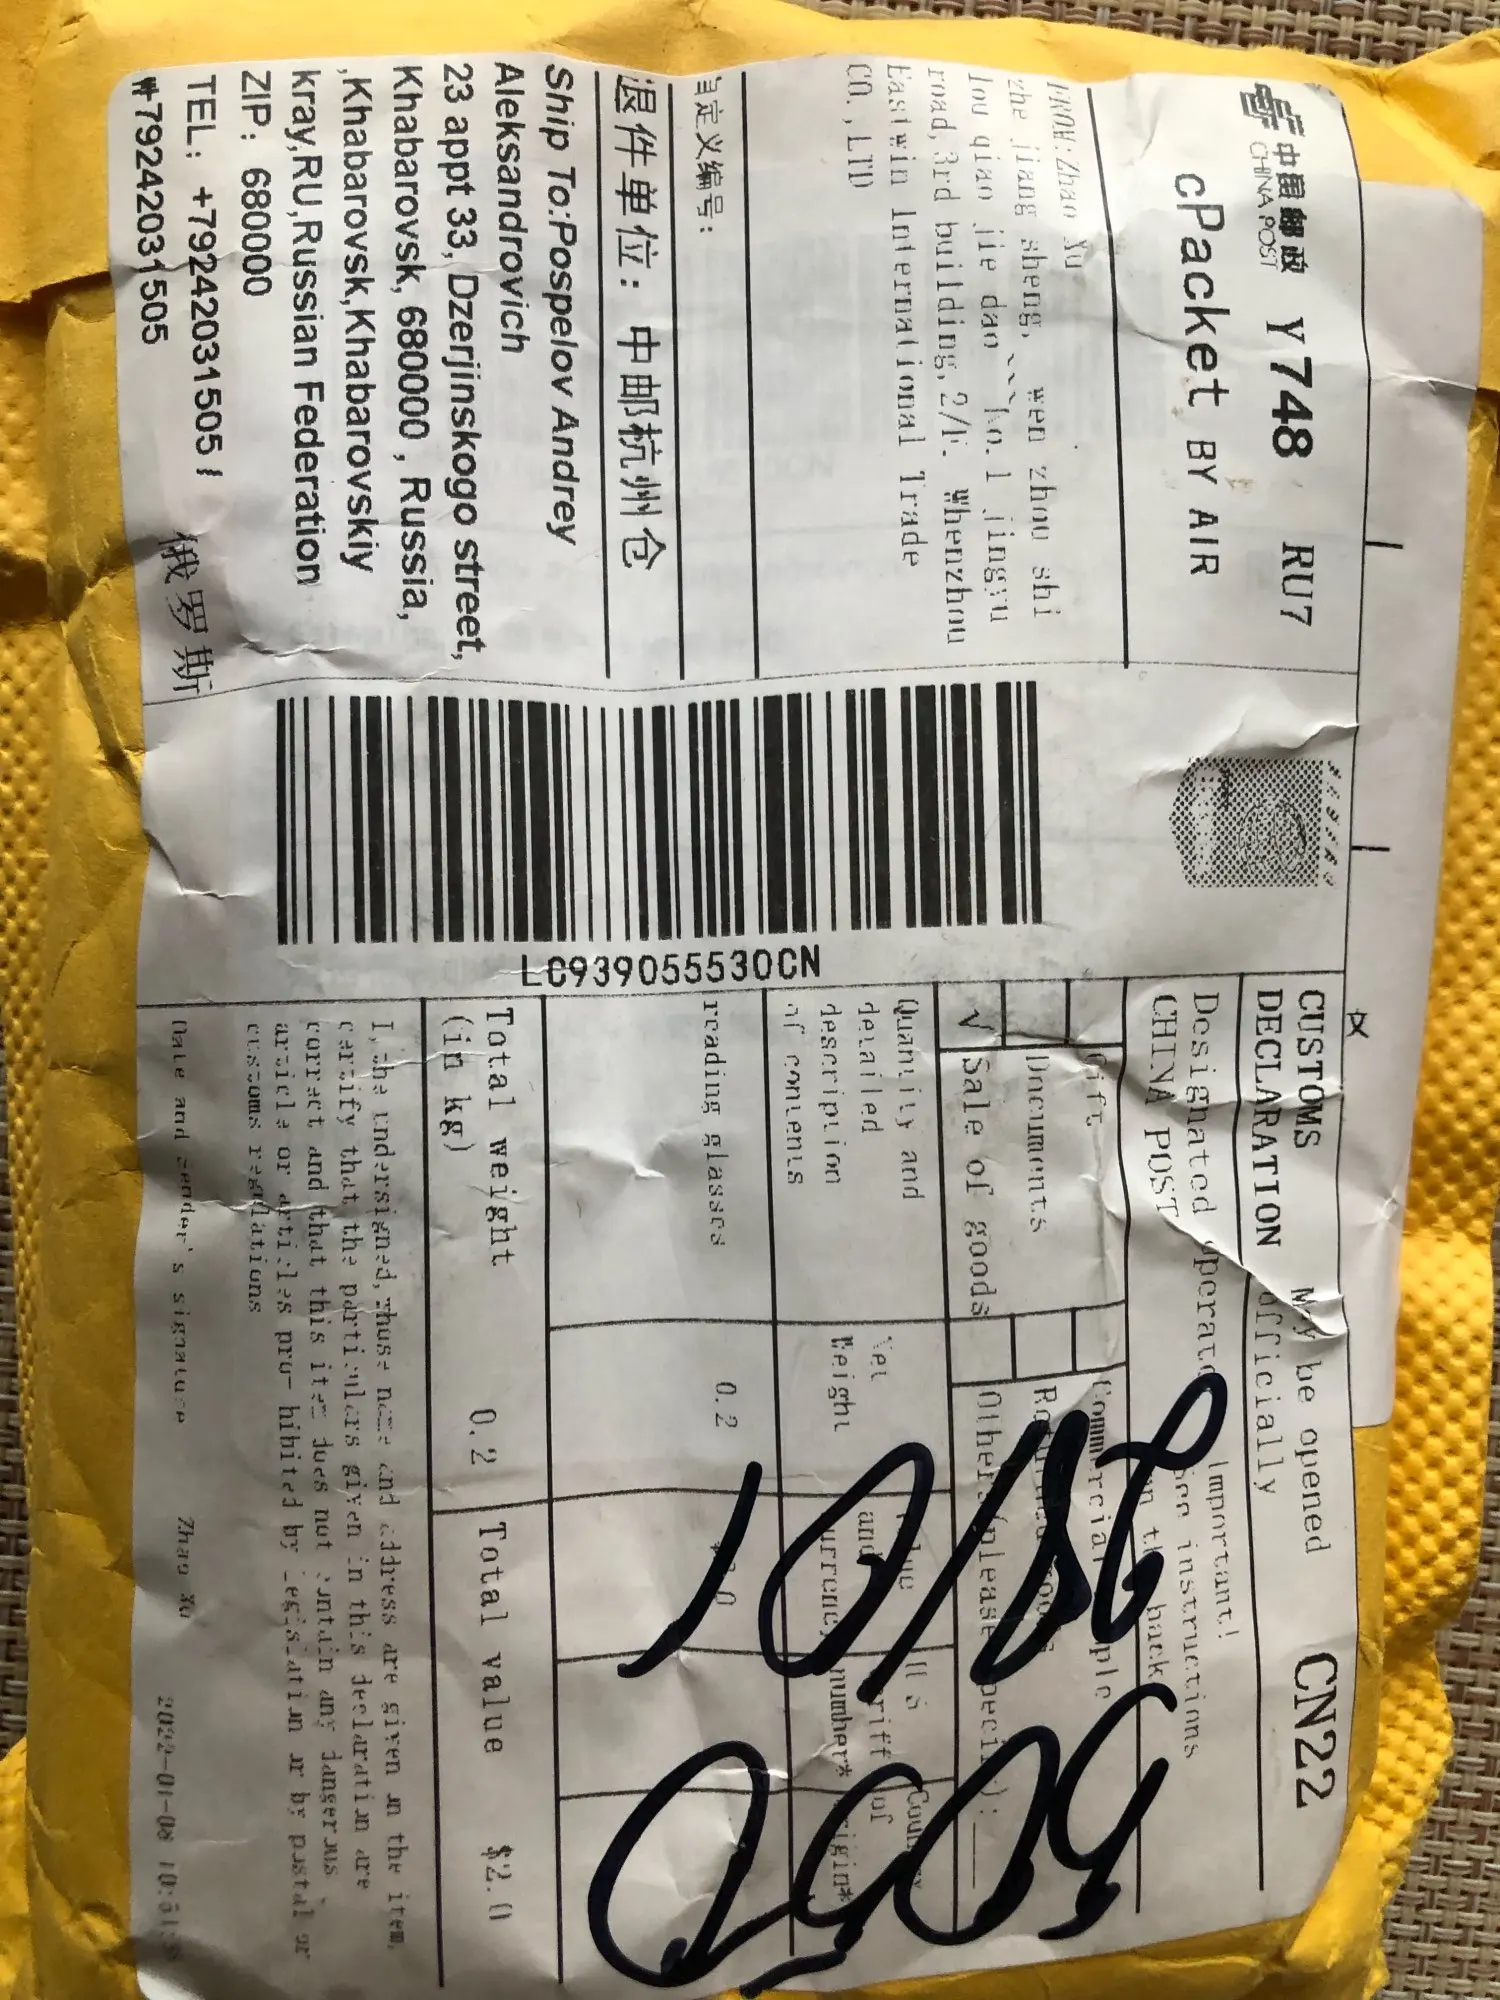 中国邮政
CHINA POST
Y 748 RU7
cPacket BY AIR
FROM:Zhao Xu
zhe jiang sheng, wen zhou shi
lou qiao jie dao ```No.1 jingyu
road,3rd building,2/F. Whenzhou
Eastwin International Trade
CO.,LTD
自定义编号:
退件单位: 中邮杭州仓
Ship To:Pospelov Andrey
Aleksandrovich
23 appt 33, Dzerjinskogo street,
Khabarovsk, 680000 , Russia,
,Khabarovsk,Khabarovskiy
kray,RU,Russian Federation
ZIP: 680000
TEL: +79242031505 /
79242031505
俄罗斯
LC939055530CN
CUSTOMS
DECLARATION
May be opened
officially
CN22
Designated operator
CHINA POST
Important!
See instructions
on the back
Gift
Commercial sample
Documents
Returned goods
√ Sale of goods
Other(please specify):
Quantity and
detailed
description
of contents
Net
Weight
Value
and
currency
HS
tariff
number*
Country
of
origin*
reading glasses
0.2
Total weight
(in kg)
0.2
Total value
$2.0
I,the undersigned,whose name and address are given on the item,
certify that the particulars given in this declaration are
correct and that this item does not contain any dangerous
article or articles pro- hibited by legislation or by postal or
customs regulations
Date and sender's signature
Zhao Xu